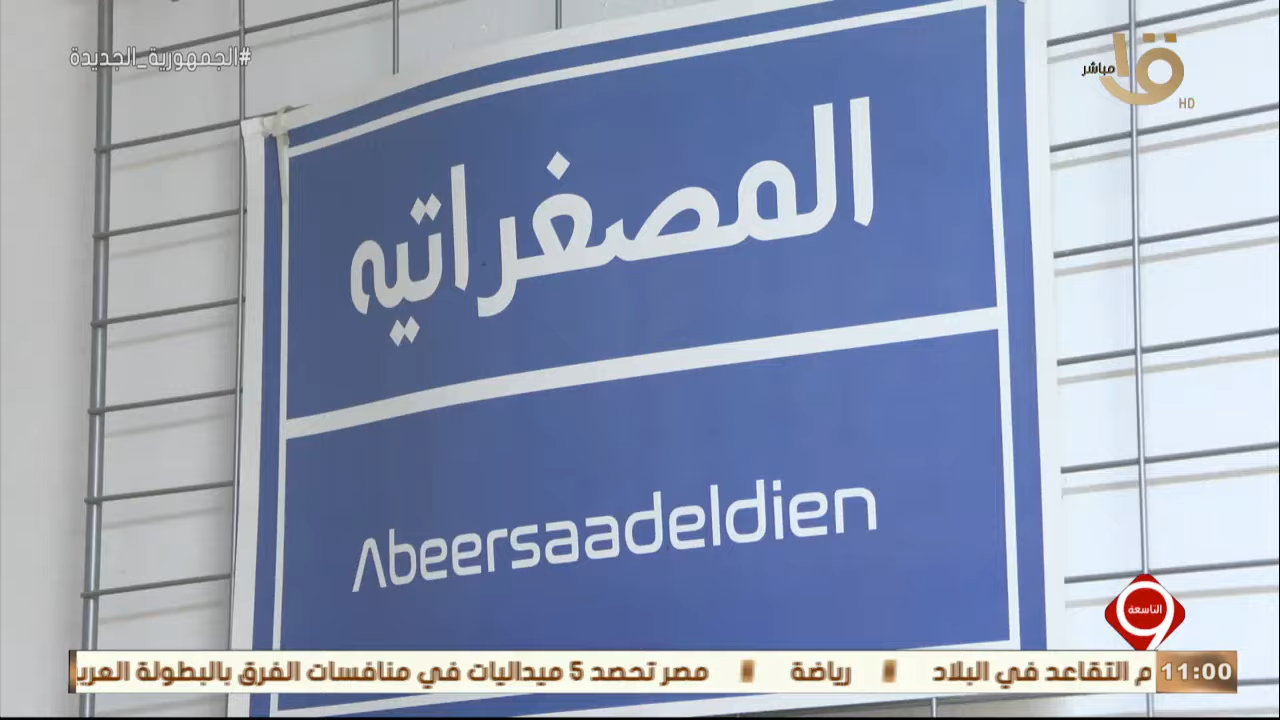 #الجمهورية_الجديدة
مباشر
HD
المصغراتيه
Abeersaadeldien
التاسعة
9
م التقاعد في البلاد رياضة مصر تحصد 5 ميداليات في منافسات الفرق بالبطولة
11:00